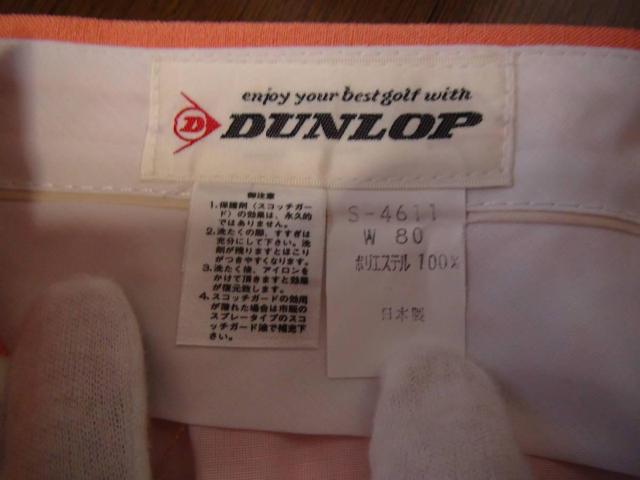 enjoy your best golf with
D DUNLOP
御注意
1. 保護剤 (スコッチガー
ド) の効果は、永久的
ではありません。
2. 洗たくの際、すすぎは
充分にして下さい。洗
剤が残りますとほこり
がつきやすくなります。
3. 洗たく後、アイロンを
かけて頂きますと効果
が復元致します。
4. スコッチガードの効用
が薄れた場合は市販の
スプレータイプのスコ
ッチガード液で補充下
さい。
S-4611
W 80
ポリエステル 100%
日本製